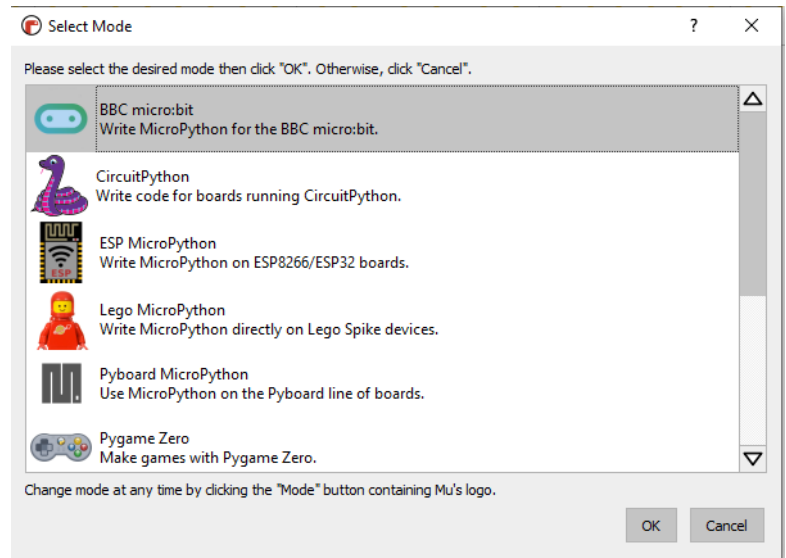 Select Mode
?
Please select the desired mode then click "OK". Otherwise, click "Cancel".
BBC micro:bit
Write MicroPython for the BBC micro:bit.
CircuitPython
Write code for boards running CircuitPython.
ESP MicroPython
Write MicroPython on ESP8266/ESP32 boards.
ESP
Lego MicroPython
Write MicroPython directly on Lego Spike devices.
Pyboard MicroPython
Use MicroPython on the Pyboard line of boards.
Pygame Zero
Make games with Pygame Zero.
Change mode at any time by clicking the "Mode" button containing Mu's logo.
OK Cancel